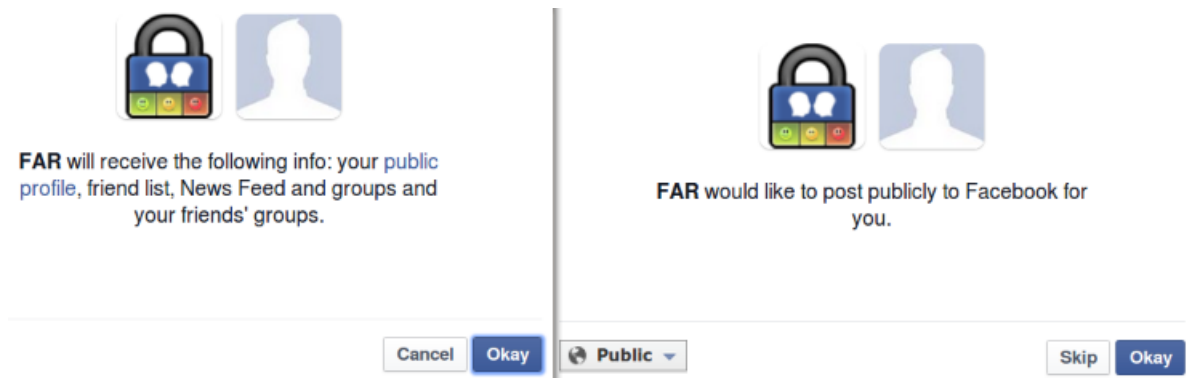 FAR will receive the following info: your public
profile, friend list, News Feed and groups and
your friends' groups.
Cancel
Okay
FAR would like to post publicly to Facebook for
you.
Public
Skip
Okay